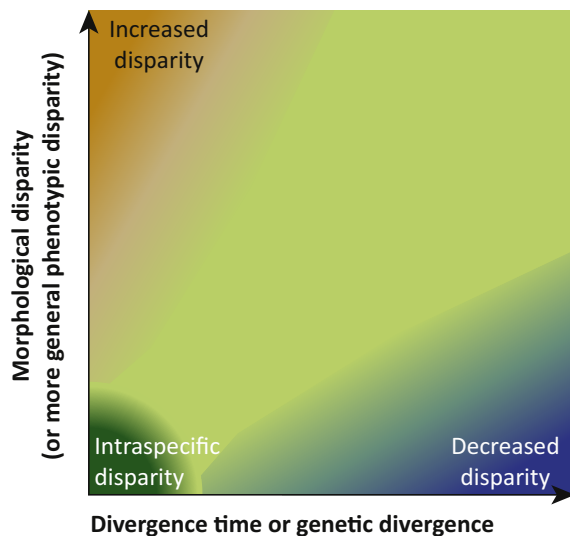 Increased
disparity
Morphological disparity
(or more general phenotypic disparity)
Intraspecific
disparity
Decreased
disparity
Divergence time or genetic divergence